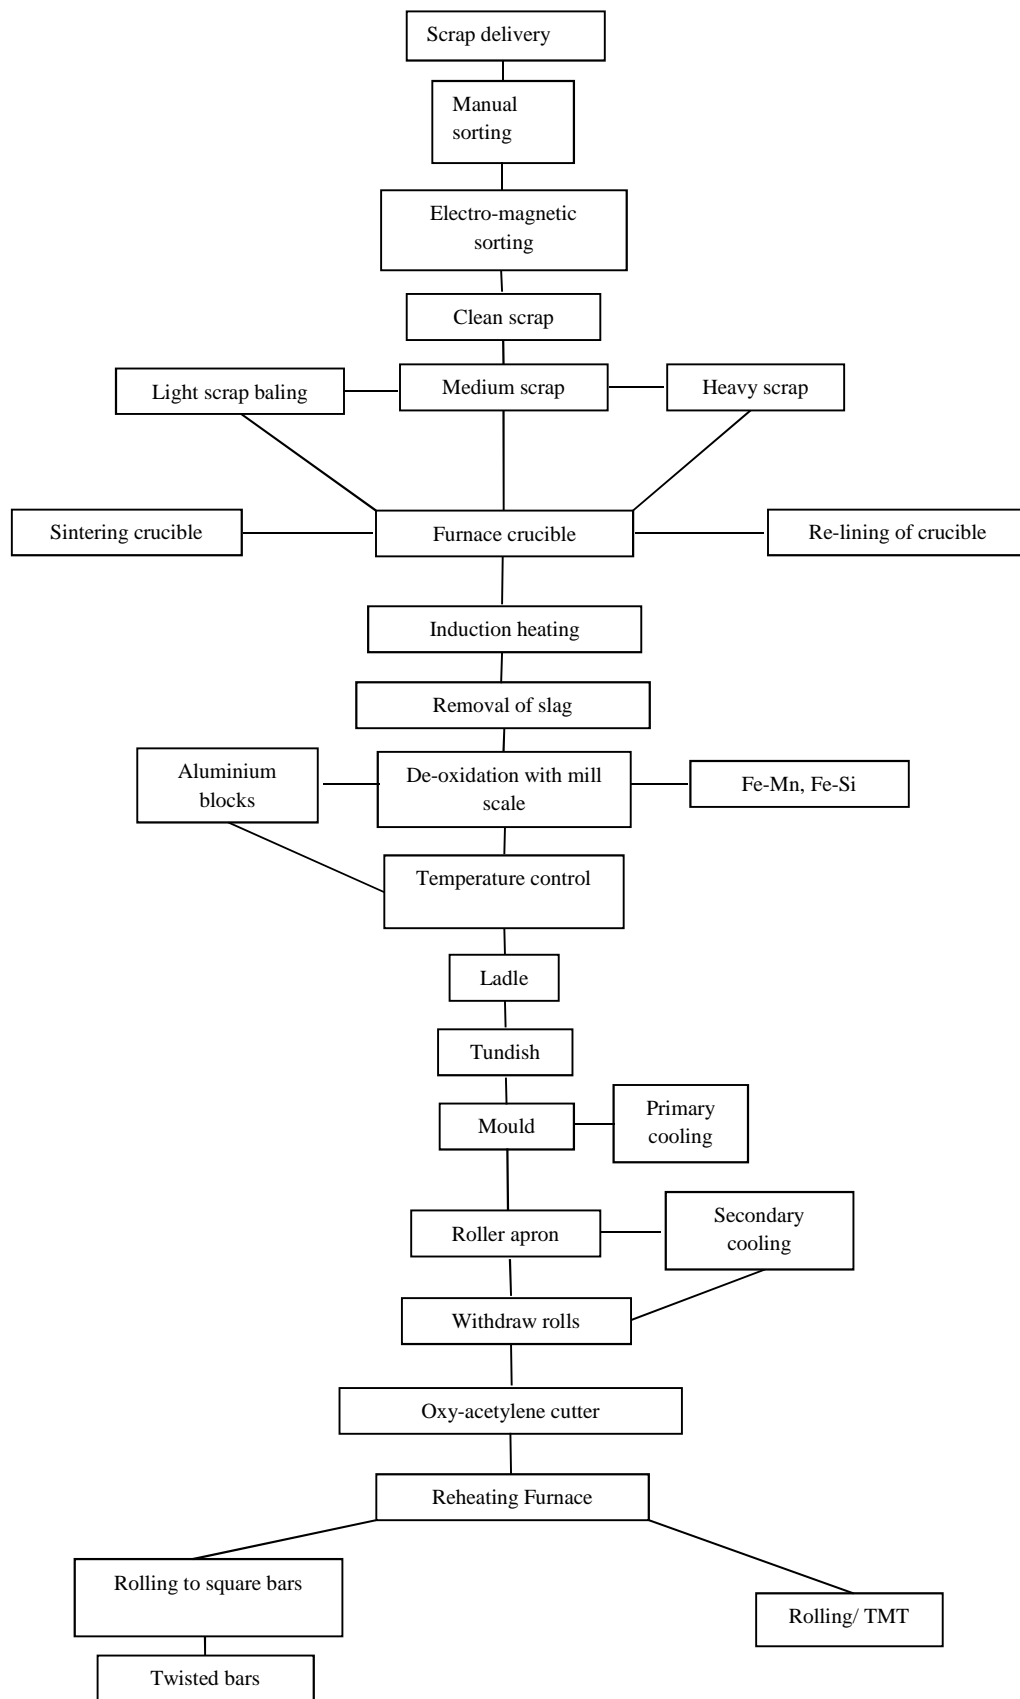 Scrap delivery
Manual
sorting
Electro-magnetic
sorting
Clean scrap
Light scrap baling
Medium scrap
Heavy scrap
Sintering crucible
Furnace crucible
Re-lining of crucible
Induction heating
Removal of slag
Aluminium
blocks
De-oxidation with mill
scale
Fe-Mn, Fe-Si
Temperature control
Ladle
Tundish
Mould
Primary
cooling
Roller apron
Secondary
cooling
Withdraw rolls
Oxy-acetylene cutter
Reheating Furnace
Rolling to square bars
Rolling/ TMT
Twisted bars